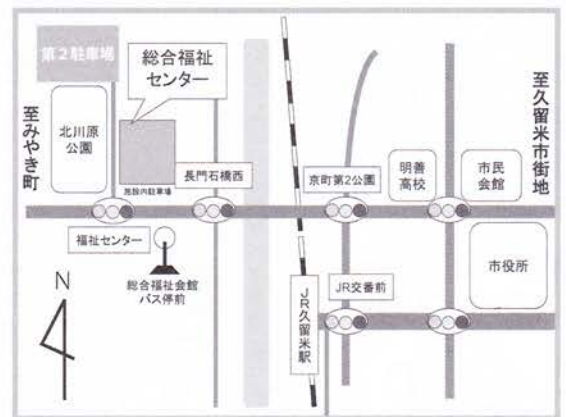 第2駐車場
総合福祉
センター
至みやき町
北川原
公園
施設内駐車場
長門石橋西
京町第2公園
明善
高校
市民
会館
至久留米市街地
福祉センター
総合福祉会館
バス停前
N
JR久留米駅
JR交番前
市役所